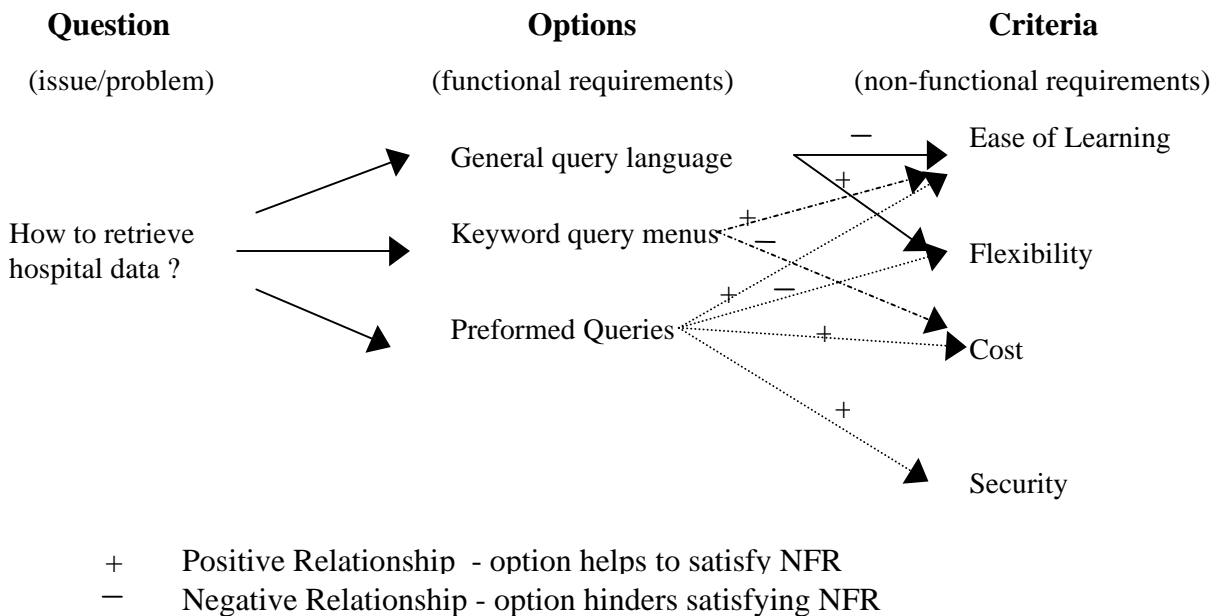 Question Options Criteria
(issue/problem) (functional requirements) (non-functional requirements)
Ease of Learning
General query language
+
+
How to retrieve
hospital data ?
Keyword query menus
Flexibility
+
Preformed Queries
+
Cost
+
Security
+ Positive Relationship - option helps to satisfy NFR
– Negative Relationship - option hinders satisfying NFR